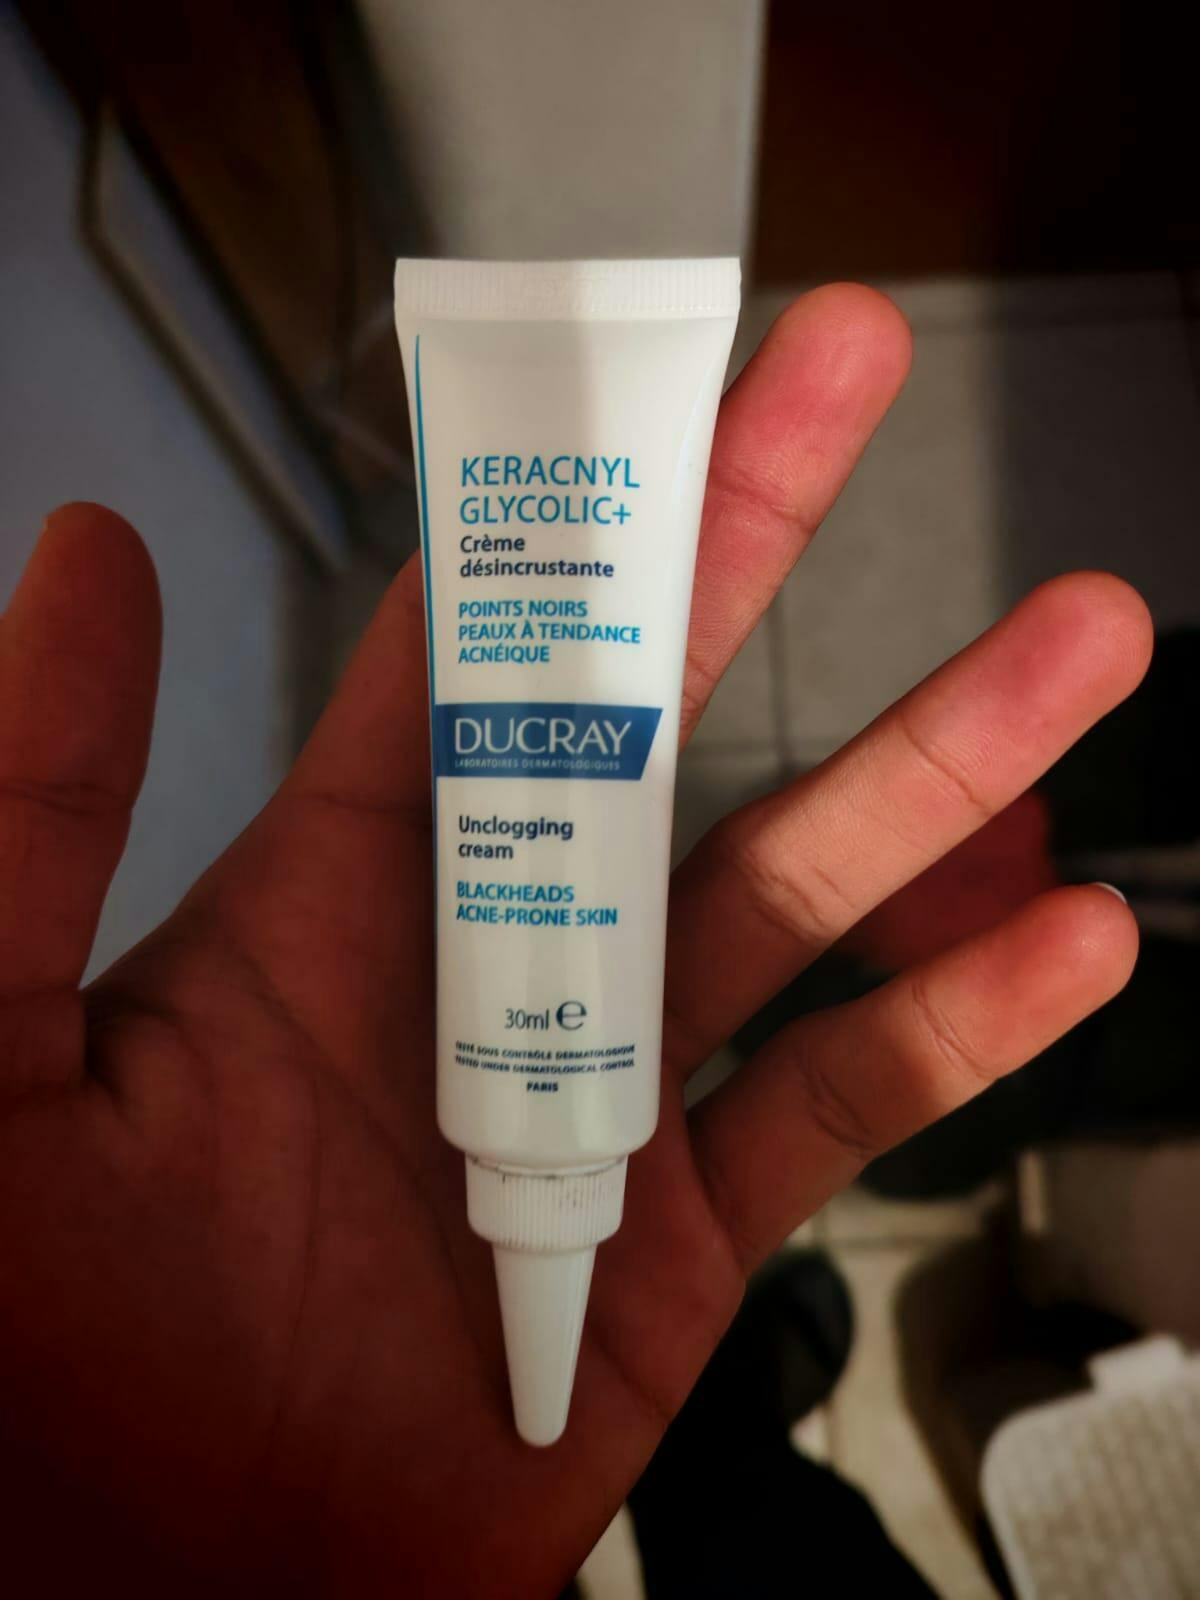 KERACNYL
GLYCOLIC+
Crème
désincrustante
POINTS NOIRS
PEAUX À TENDANCE
ACNÉIQUE
DUCRAY
LABORATOIRES DERMATOLOGIQUES
Unclogging
cream
BLACKHEADS
ACNE-PRONE SKIN
30ml e
TESTÉ SOUS CONTRÔLE DERMATOLOGIQUE
TESTED UNDER DERMATOLOGICAL CONTROL
PARIS